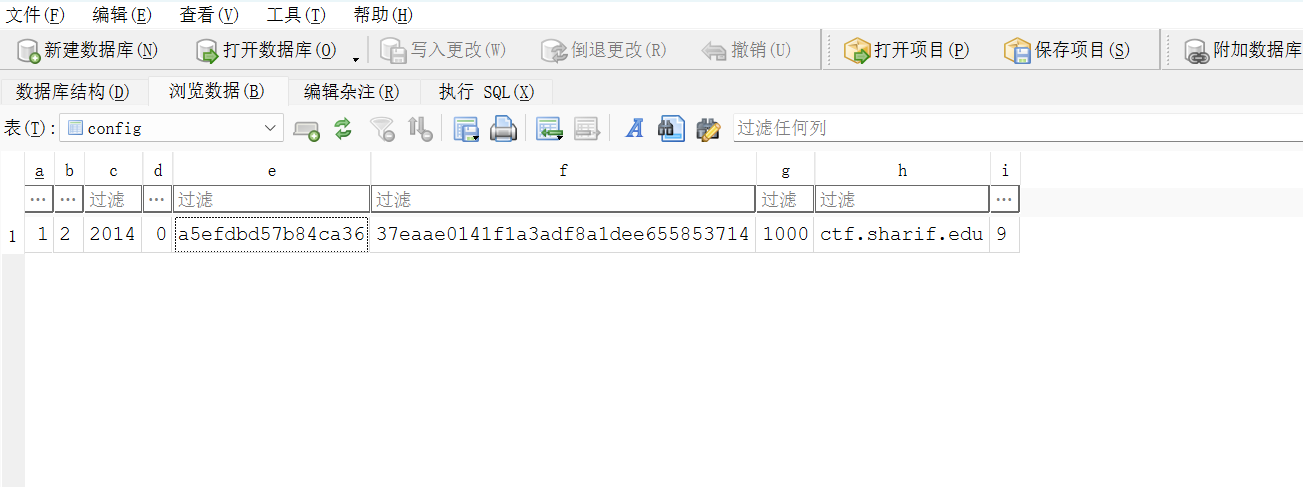 文件(F) 编辑(E) 查看(V) 工具(T) 帮助(H)
新建数据库(N) 打开数据库(O) 写入更改(W) 倒退更改(R) 撤销(U) 打开项目(P) 保存项目(S) 附加数据库
数据库结构(D) 浏览数据(B) 编辑杂注(R) 执行 SQL(X)
表(T): config 过滤任何列
a b c d e f g h i
… … 过滤 … 过滤 过滤 过滤 过滤 …
1 1 2 2014 0 a5efdbd57b84ca36 37eaae0141f1a3adf8a1dee655853714 1000 ctf.sharif.edu 9